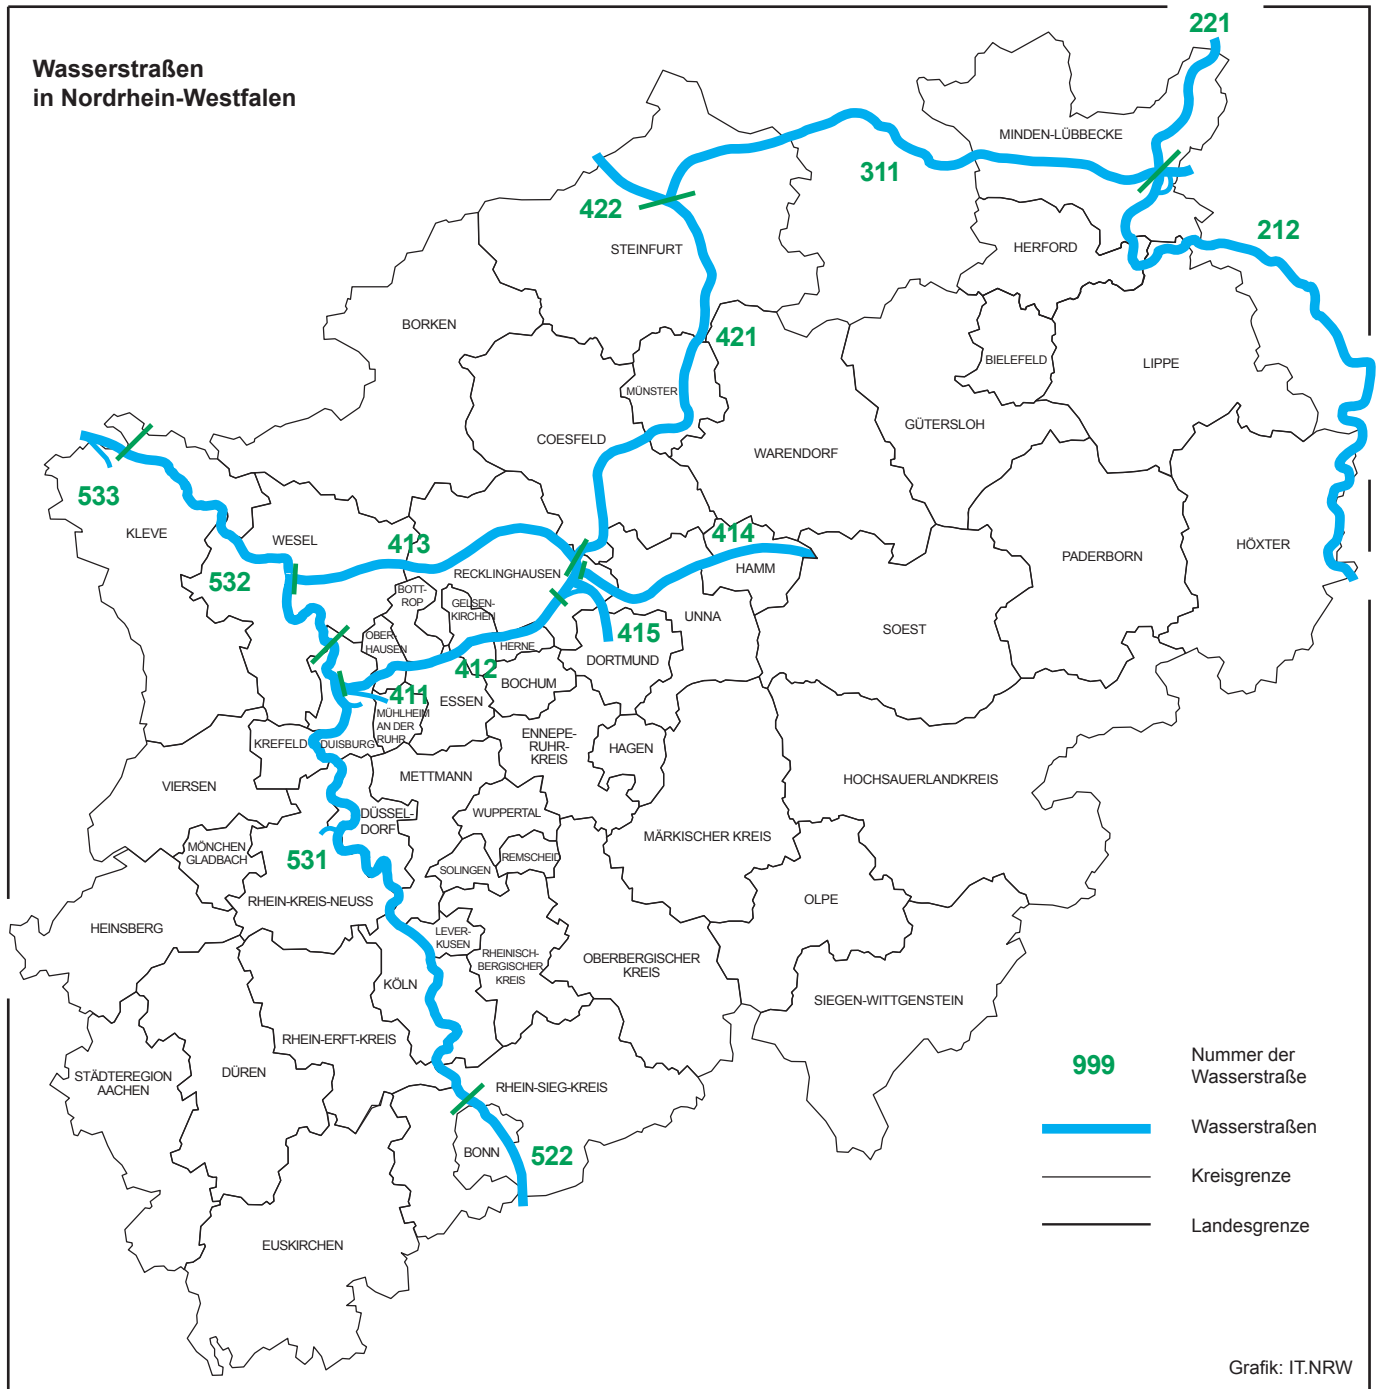 221
Wasserstraßen
in Nordrhein-Westfalen
MINDEN-LÜBBECKE
311
422
212
STEINFURT
HERFORD
BORKEN
421
BIELEFELD
LIPPE
MÜNSTER
GÜTERSLOH
COESFELD
WARENDORF
533
KLEVE
WESEL
413
414
HÖXTER
PADERBORN
RECKLINGHAUSEN
HAMM
532
BOTT-
ROP
GELSEN-
KIRCHEN
UNNA
SOEST
OBER-
HAUSEN
HERNE
415
DORTMUND
412
BOCHUM
411
ESSEN
MÜHLHEIM
AN DER
RUHR
KREFELD
DUISBURG
ENNEPE-
RUHR-
KREIS
HAGEN
METTMANN
HOCHSAUERLANDKREIS
VIERSEN
DÜSSEL-
DORF
WUPPERTAL
MÄRKISCHER KREIS
MÖNCHEN
GLADBACH
531
REMSCHEID
SOLINGEN
OLPE
RHEIN-KREIS-NEUSS
HEINSBERG
LEVER-
KUSEN
RHEINISCH-
BERGISCHER
KREIS
OBERBERGISCHER
KREIS
KÖLN
SIEGEN-WITTGENSTEIN
RHEIN-ERFT-KREIS
STÄDTEREGION
AACHEN
DÜREN
RHEIN-SIEG-KREIS
999
Nummer der
Wasserstraße
Wasserstraßen
BONN
522
Kreisgrenze
Landesgrenze
EUSKIRCHEN
Grafik: IT.NRW